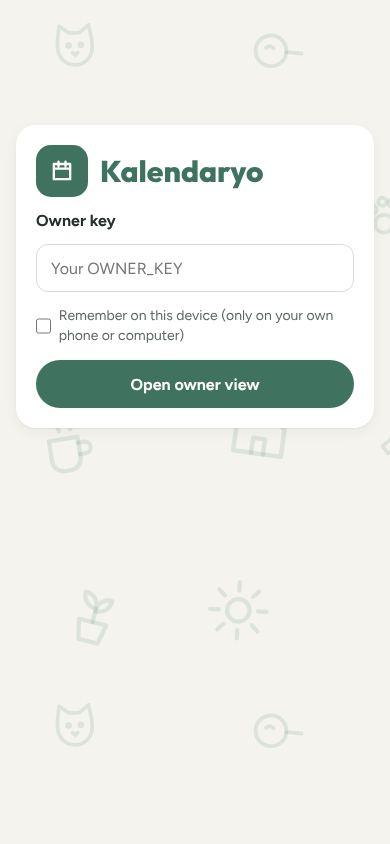 Kalendaryo
Owner key
Your OWNER_KEY
Remember on this device (only on your own
phone or computer)
Open owner view